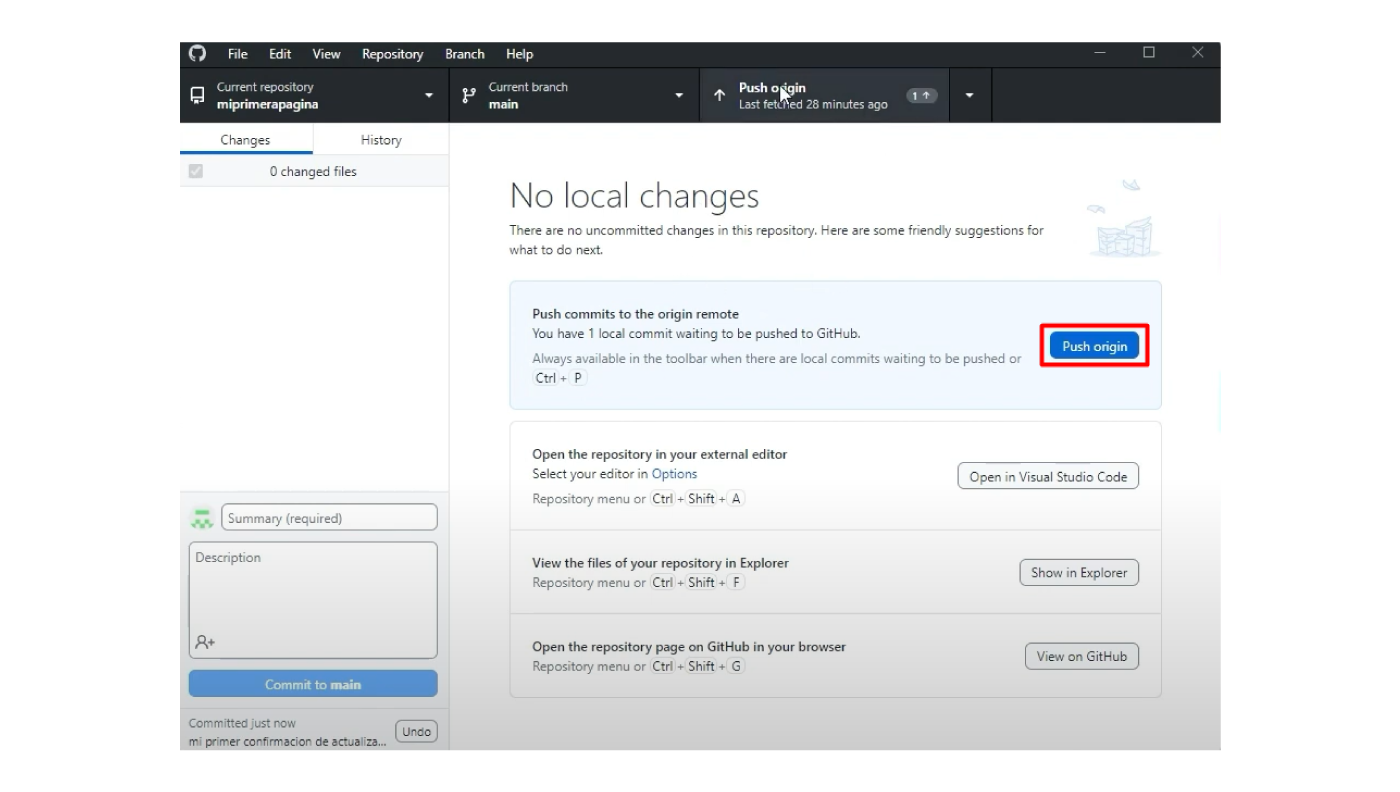 File Edit View Repository Branch Help
Current repository
miprimerapagina
Current branch
main
Push origin
Last fetched 28 minutes ago
1
Changes History
0 changed files
No local changes
There are no uncommitted changes in this repository. Here are some friendly suggestions for
what to do next.
Push commits to the origin remote
You have 1 local commit waiting to be pushed to GitHub.
Always available in the toolbar when there are local commits waiting to be pushed or
Ctrl + P
Push origin
Open the repository in your external editor
Select your editor in Options
Repository menu or Ctrl + Shift + A
Open in Visual Studio Code
View the files of your repository in Explorer
Repository menu or Ctrl + Shift + F
Show in Explorer
Open the repository page on GitHub in your browser
Repository menu or Ctrl + Shift + G
View on GitHub
Summary (required)
Description
Commit to main
Committed just now
mi primer confirmacion de actualiza...
Undo